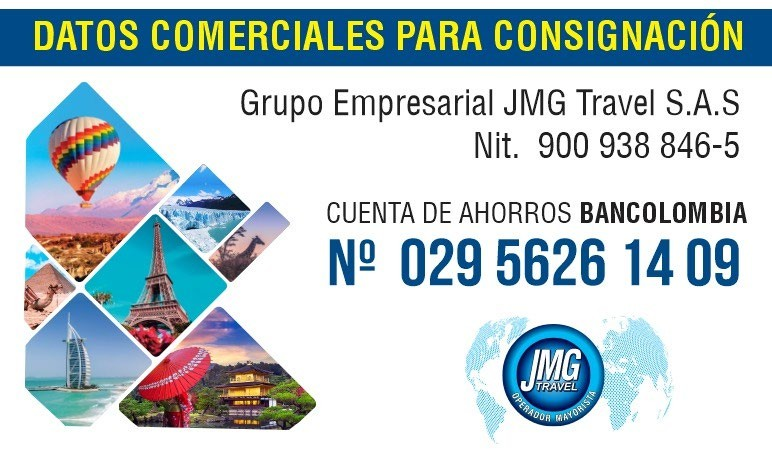 DATOS COMERCIALES PARA CONSIGNACIÓN
Grupo Empresarial JMG Travel S.A.S
Nit. 900 938 846-5
CUENTA DE AHORROS BANCOLOMBIA
Nº 029 5626 14 09
JMG
TRAVEL
OPERADOR MAYORISTA